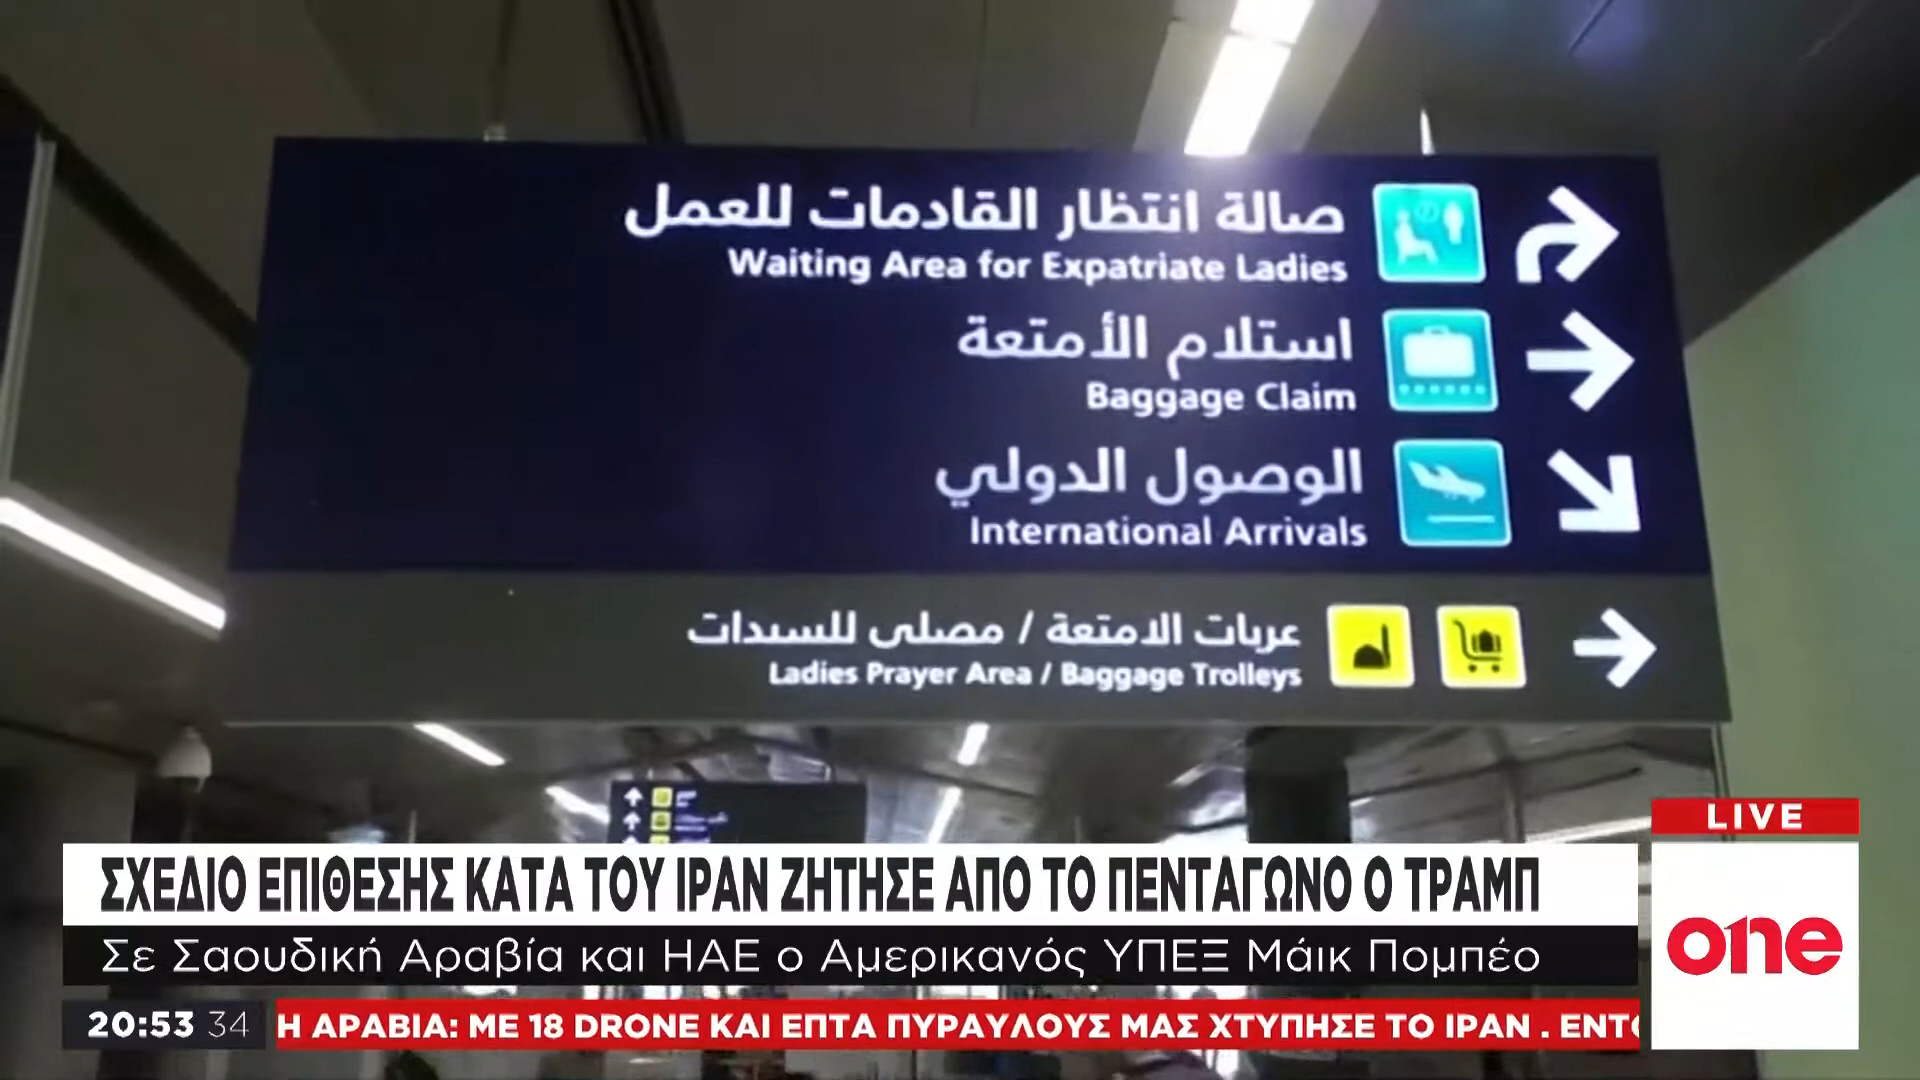 صالة انتظار القادمات للعمل
Waiting Area for Expatriate Ladies
استلام الأمتعة
Baggage Claim
الوصول الدولي
International Arrivals
عربات الامتعة / مصلى للسيدات
Ladies Prayer Area / Baggage Trolleys
LIVE
ΣΧΕΔΙΟ ΕΠΙΘΕΣΗΣ ΚΑΤΑ ΤΟΥ ΙΡΑΝ ΖΗΤΗΣΕ ΑΠΟ ΤΟ ΠΕΝΤΑΓΩΝΟ Ο ΤΡΑΜΠ
one
Σε Σαουδική Αραβία και ΗΑΕ ο Αμερικανός ΥΠΕΞ Μάικ Πομπέο
20:53 34
Η ΑΡΑΒΙΑ: ΜΕ 18 DRONE ΚΑΙ ΕΠΤΑ ΠΥΡΑΥΛΟΥΣ ΜΑΣ ΧΤΥΠΗΣΕ ΤΟ ΙΡΑΝ .